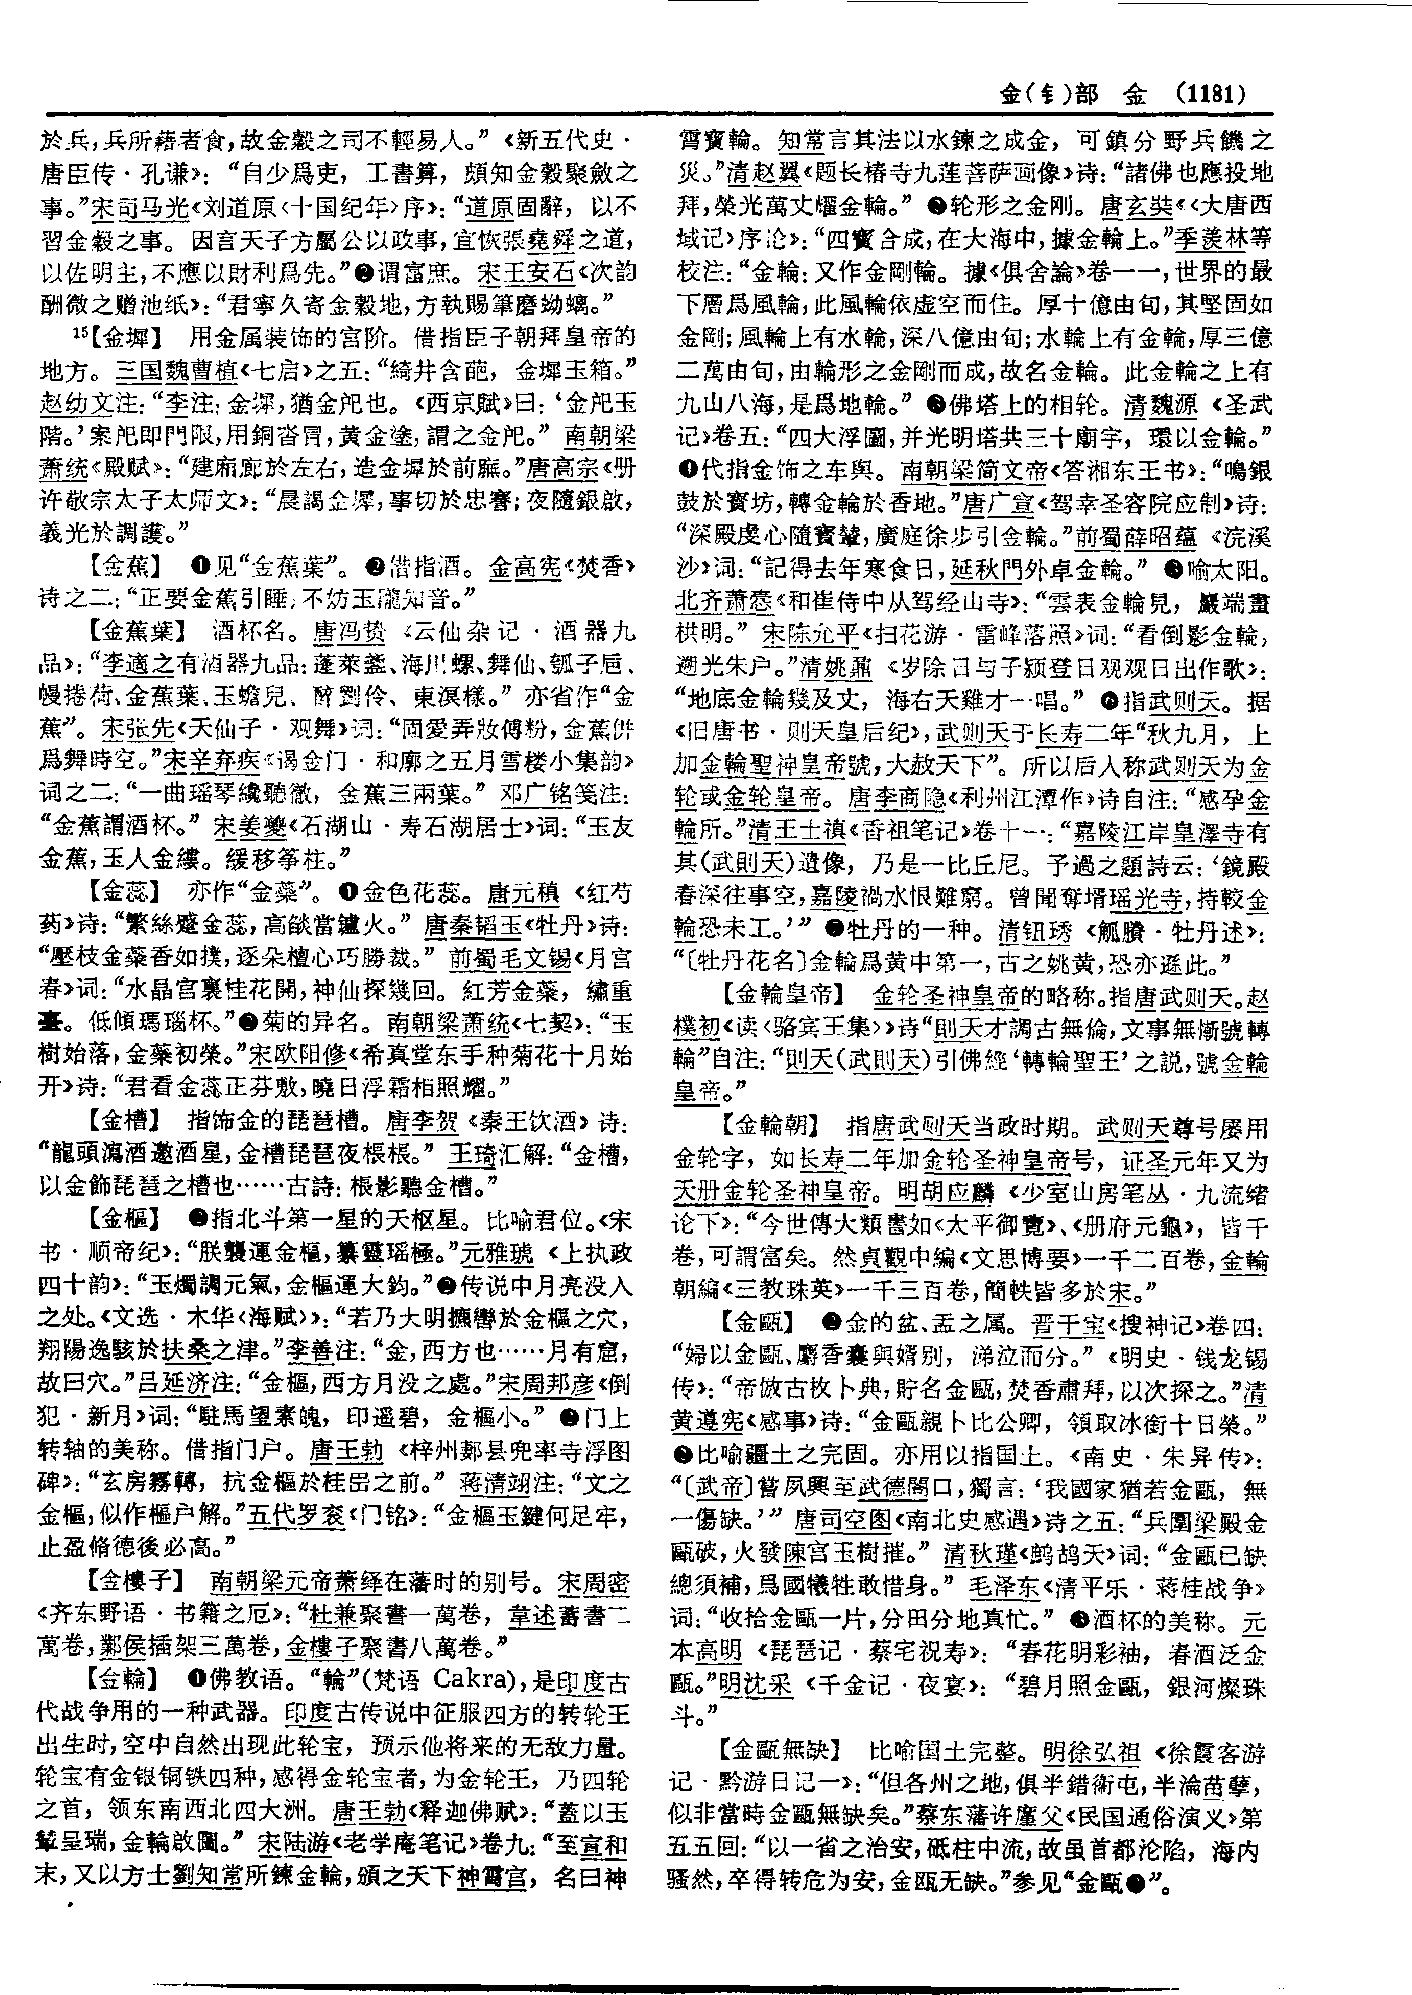 金(钅)部 金 (1181)
於兵,兵所藉者食,故金穀之司不輕易人。”《新五代史·
唐臣传·孔谦》:“自少爲吏,工書算,頗知金穀聚斂之
事。”宋司马光《刘道原〈十国纪年〉序》:“道原固辭,以不
習金穀之事。因言天子方屬公以政事,宜恢張堯舜之道,
以佐明主,不應以財利爲先。”❷谓富庶。宋王安石《次韵
酬微之赠池纸》:“君寧久寄金穀地,方執賜筆磨坳螭。”
15【金墀】 用金属装饰的宫阶。借指臣子朝拜皇帝的
地方。三国魏曹植《七启》之五:“綺井含葩,金墀玉箱。”
赵幼文注:“李注:金墀,猶金戺也。《西京賦》曰:‘金戺玉
階。’案戺即門限,用銅沓冒,黄金塗,謂之金戺。”南朝梁
萧统《殿赋》:“建廂廊於左右,造金墀於前廡。”唐高宗《册
许敬宗太子太师文》:“晨謁金墀,事切於忠謇;夜隨銀啟,
義光於調護。”
【金蕉】 ❶见“金蕉葉”。❷借指酒。金高宪《焚香》
诗之二:“正要金蕉引睡,不妨玉隴知音。”
【金蕉葉】 酒杯名。唐冯贽《云仙杂记·酒器九
品》:“李適之有酒器九品:蓬萊盞、海川螺、舞仙、瓠子巵、
幔捲荷、金蕉葉、玉蟾兒、醉劉伶、東溟樣。”亦省作“金
蕉”。宋张先《天仙子·观舞》词:“固愛弄妝傅粉,金蕉併
爲舞時空。”宋辛弃疾《谒金门·和廓之五月雪楼小集韵》
词之二:“一曲瑶琴纔聽徹,金蕉三兩葉。”邓广铭笺注:
“金蕉謂酒杯。”宋姜夔《石湖山·寿石湖居士》词:“玉友
金蕉,玉人金縷。缓移筝柱。”
【金蕊】 亦作“金蘂”。❶金色花蕊。唐元稹《红芍
药》诗:“繁絲蹙金蕊,高燄當鑪火。”唐秦韬玉《牡丹》诗:
“壓枝金蘂香如撲,逐朵檀心巧勝裁。”前蜀毛文锡《月宫
春》词:“水晶宫裏桂花開,神仙探幾回。紅芳金蘂,繡重
臺。低傾瑪瑙杯。”❷菊的异名。南朝梁萧统《七契》:“玉
樹始落,金蘂初榮。”宋欧阳修《希真堂东手种菊花十月始
开》诗:“君看金蕊正芬敷,曉日浮霜相照耀。”
【金槽】 指饰金的琵琶槽。唐李贺《秦王饮酒》诗:
“龍頭瀉酒邀酒星,金槽琵琶夜棖棖。”王琦汇解:“金槽,
以金飾琵琶之槽也……古詩:棖影聽金槽。”
【金樞】 ❶指北斗第一星的天枢星。比喻君位。《宋
书·顺帝纪》:“朕襲運金樞,纂靈瑶極。”元雅琥《上执政
四十韵》:“玉燭調元氣,金樞運大鈞。”❷传说中月亮没入
之处。《文选·木华〈海赋〉》:“若乃大明攠轡於金樞之穴,
翔陽逸駭於扶桑之津。”李善注:“金,西方也……月有窟,
故曰穴。”吕延济注:“金樞,西方月没之處。”宋周邦彦《倒
犯·新月》词:“駐馬望素魄,印遥碧,金樞小。”❸门上
转轴的美称。借指门户。唐王勃《梓州郪县兜率寺浮图
碑》:“玄房霧轉,抗金樞於桂岊之前。”蒋清翊注:“文之
金樞,似作樞户解。”五代罗衮《门铭》:“金樞玉鍵何足牢,
止盈脩德後必高。”
【金樓子】 南朝梁元帝萧绎在藩时的别号。宋周密
《齐东野语·书籍之厄》:“杜兼聚書一萬卷,韋述蓄書二
萬卷,鄴侯插架三萬卷,金樓子聚書八萬卷。”
【金輪】 ❶佛教语。“輪”(梵语 Cakra),是印度古
代战争用的一种武器。印度古传说中征服四方的转轮王
出生时,空中自然出现此轮宝,预示他将来的无敌力量。
轮宝有金银铜铁四种,感得金轮宝者,为金轮王,乃四轮
之首,领东南西北四大洲。唐王勃《释迦佛赋》:“蓋以玉
輦呈瑞,金輪啟圖。”宋陆游《老学庵笔记》卷九:“至宣和
末,又以方士劉知常所鍊金輪,頒之天下神霄宫,名曰神
霄寶輪。知常言其法以水鍊之成金,可鎮分野兵饑之
災。”清赵翼《题长椿寺九莲菩萨画像》诗:“諸佛也應投地
拜,榮光萬丈燿金輪。”❷轮形之金刚。唐玄奘《〈大唐西
域记〉序论》:“四寶合成,在大海中,據金輪上。”季羡林等
校注:“金輪:又作金剛輪。據《俱舍論》卷一一,世界的最
下層爲風輪,此風輪依虚空而住。厚十億由旬,其堅固如
金剛;風輪上有水輪,深八億由旬;水輪上有金輪,厚三億
二萬由旬,由輪形之金剛而成,故名金輪。此金輪之上有
九山八海,是爲地輪。”❸佛塔上的相轮。清魏源《圣武
记》卷五:“四大浮圖,并光明塔共三十廟宇,環以金輪。”
❹代指金饰之车舆。南朝梁简文帝《答湘东王书》:“鳴銀
鼓於寶坊,轉金輪於香地。”唐广宣《驾幸圣容院应制》诗:
“深殿虔心隨寶輦,廣庭徐步引金輪。”前蜀薛昭蕴《浣溪
沙》词:“記得去年寒食日,延秋門外卓金輪。”❺喻太阳。
北齐萧悫《和崔侍中从驾经山寺》:“雲表金輪見,巖端畫
栱明。”宋陈允平《扫花游·雷峰落照》词:“看倒影金輪,
遡光朱户。”清姚鼐《岁除日与子颍登日观观日出作歌》:
“地底金輪幾及丈,海右天雞才一唱。”❻指武则天。据
《旧唐书·则天皇后纪》,武则天于长寿二年“秋九月,上
加金輪聖神皇帝號,大赦天下”。所以后人称武则天为金
轮或金轮皇帝。唐李商隐《利州江潭作》诗自注:“感孕金
輪所。”清王士禛《香祖笔记》卷十一:“嘉陵江岸皇澤寺有
其(武則天)遺像,乃是一比丘尼。予過之題詩云:‘鏡殿
春深往事空,嘉陵禍水恨難窮。曾聞奪壻瑶光寺,持較金
輪恐未工。’”❼牡丹的一种。清钮琇《觚賸·牡丹述》:
“〔牡丹花名〕金輪爲黄中第一,古之姚黄,恐亦遜此。”
【金輪皇帝】 金轮圣神皇帝的略称。指唐武则天。赵
樸初《读〈骆宾王集〉》诗“則天才調古無倫,文事無慚號轉
輪”自注:“則天(武則天)引佛經‘轉輪聖王’之説,號金輪
皇帝。”
【金輪朝】 指唐武则天当政时期。武则天尊号屡用
金轮字,如长寿二年加金轮圣神皇帝号,证圣元年又为
天册金轮圣神皇帝。明胡应麟《少室山房笔丛·九流绪
论下》:“今世傳大類書如《太平御覽》、《册府元龜》,皆千
卷,可謂富矣。然貞觀中編《文思博要》一千二百卷,金輪
朝編《三教珠英》一千三百卷,簡帙皆多於宋。”
【金甌】 ❶金的盆、盂之属。晋干宝《搜神记》卷四:
“婦以金甌、麝香囊與婿别,涕泣而分。”《明史·钱龙锡
传》:“帝倣古枚卜典,貯名金甌,焚香肅拜,以次探之。”清
黄遵宪《感事》诗:“金甌親卜比公卿,領取冰銜十日榮。”
❷比喻疆土之完固。亦用以指国土。《南史·朱异传》:
“〔武帝〕嘗夙興至武德閤口,獨言:‘我國家猶若金甌,無
一傷缺。’”唐司空图《南北史感遇》诗之五:“兵圍梁殿金
甌破,火發陳宫玉樹摧。”清秋瑾《鹧鸪天》词:“金甌已缺
總須補,爲國犧牲敢惜身。”毛泽东《清平乐·蒋桂战争》
词:“收拾金甌一片,分田分地真忙。”❸酒杯的美称。元
本高明《琵琶记·蔡宅祝寿》:“春花明彩袖,春酒泛金
甌。”明沈采《千金记·夜宴》:“碧月照金甌,銀河燦珠
斗。”
【金甌無缺】 比喻国土完整。明徐弘祖《徐霞客游
记·黔游日记一》:“但各州之地,俱半錯衛屯,半淪苗孽,
似非當時金甌無缺矣。”蔡东藩许廑父《民国通俗演义》第
五五回:“以一省之治安,砥柱中流,故虽首都沦陷,海内
骚然,卒得转危为安,金瓯无缺。”参见“金甌❷”。